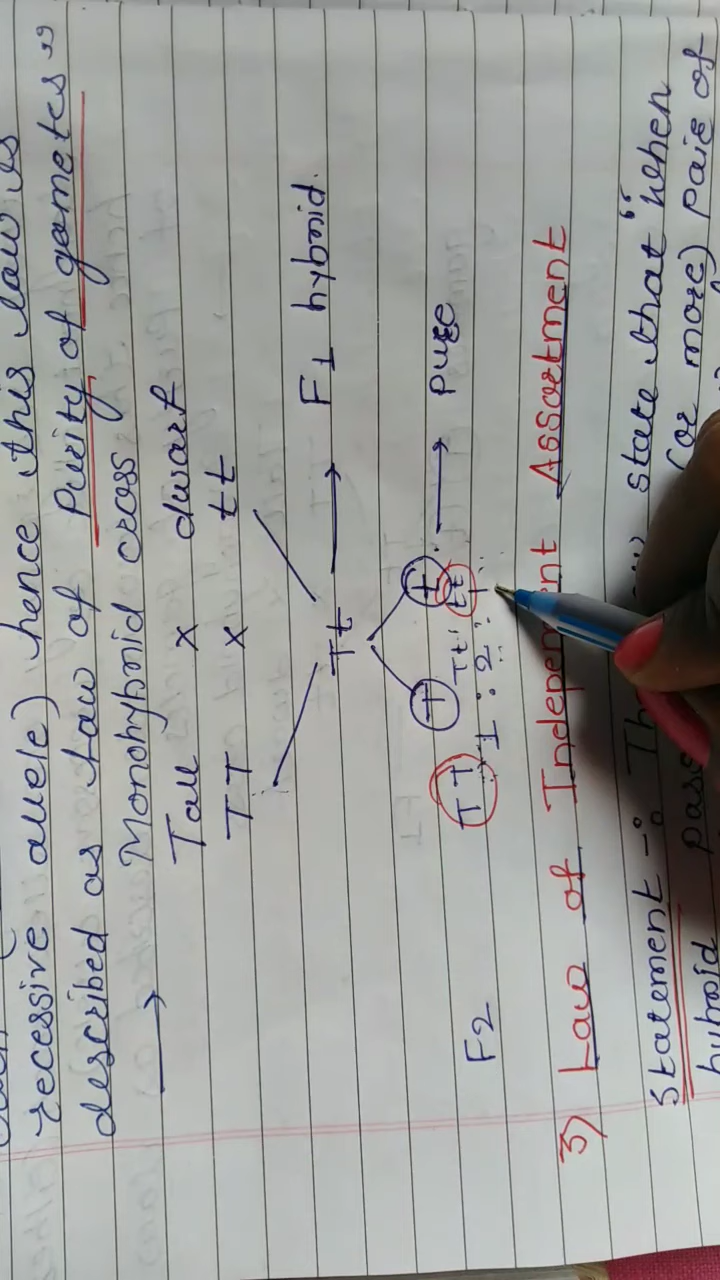 recessive allele) hence this law is
described as Law of Purity of gametes"
→ Monohybrid cross
Tall x dwarf
TT x tt
Tt → F1 hybrid.
T t → pure
TT Tt tt
F2 1 : 2 : 1
3) Law of Independent Assortment
Statement -: state that "when
hybrid (or more) pair of